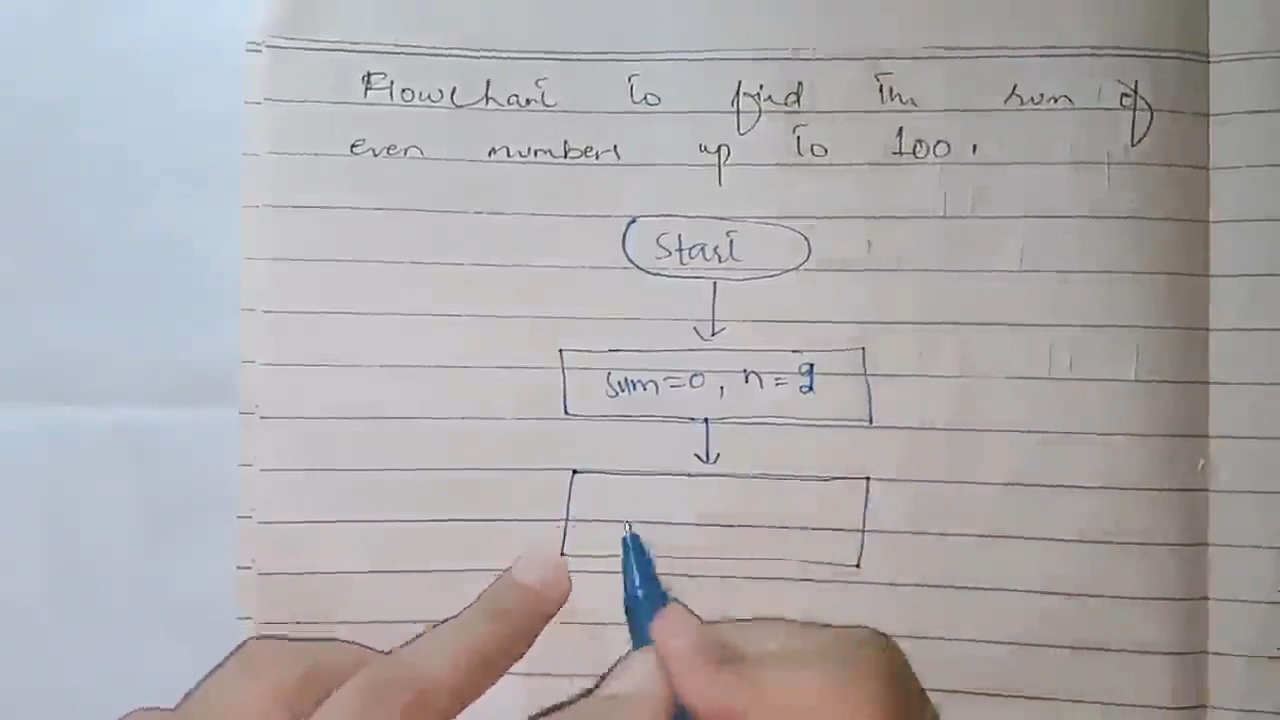 Flowchart to find the sum of
even numbers up to 100.
Start
sum=0, n=2